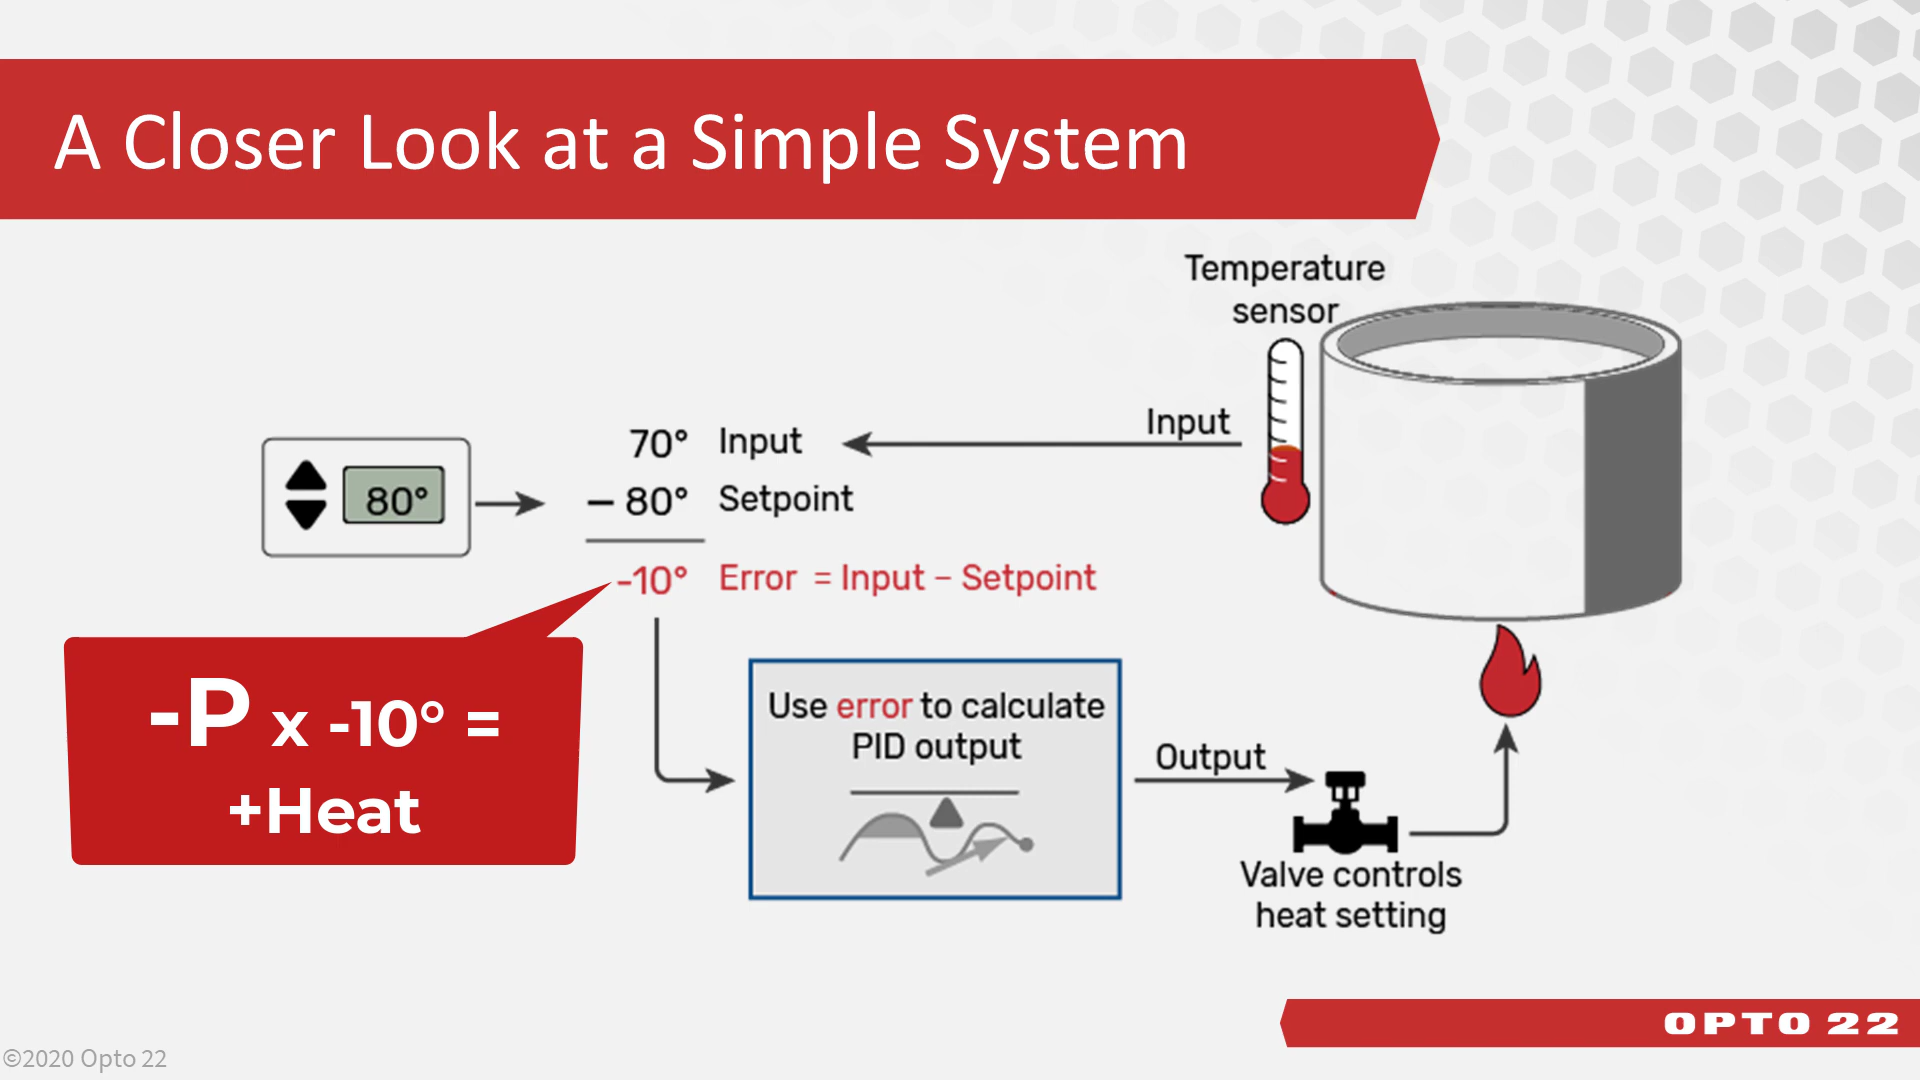 A Closer Look at a Simple System
Temperature
sensor
Input
70° Input
80°
– 80° Setpoint
-10° Error = Input – Setpoint
-P x -10° =
+Heat
Use error to calculate
PID output
Output
Valve controls
heat setting
OPTO 22
©2020 Opto 22